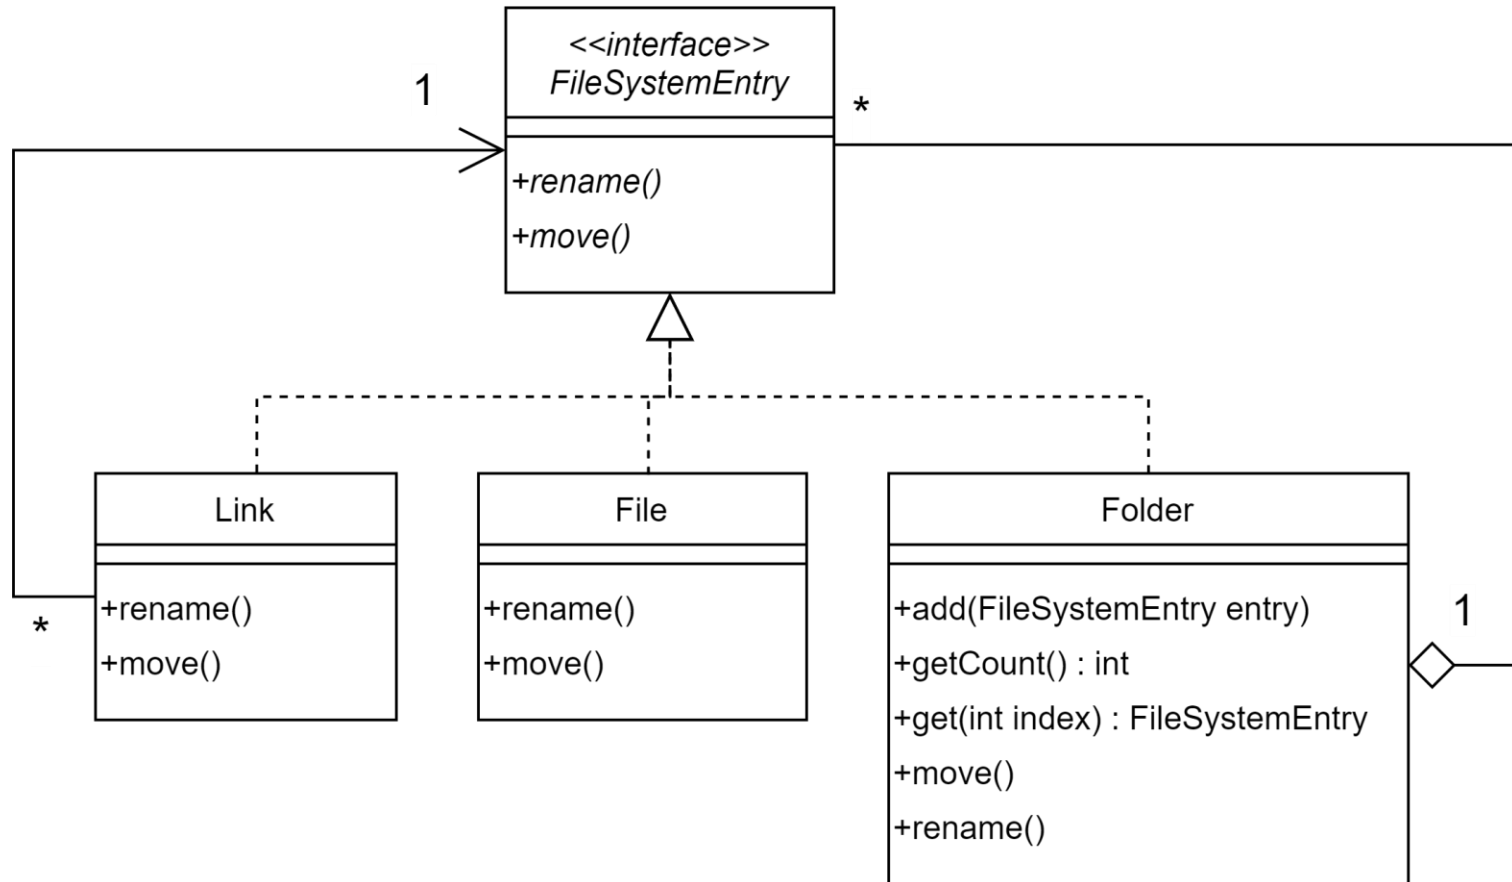 <<interface>>
FileSystemEntry
1
*
+rename()
+move()
Link
+rename()
+move()
*
File
+rename()
+move()
Folder
+add(FileSystemEntry entry)
+getCount() : int
+get(int index) : FileSystemEntry
+move()
+rename()
1